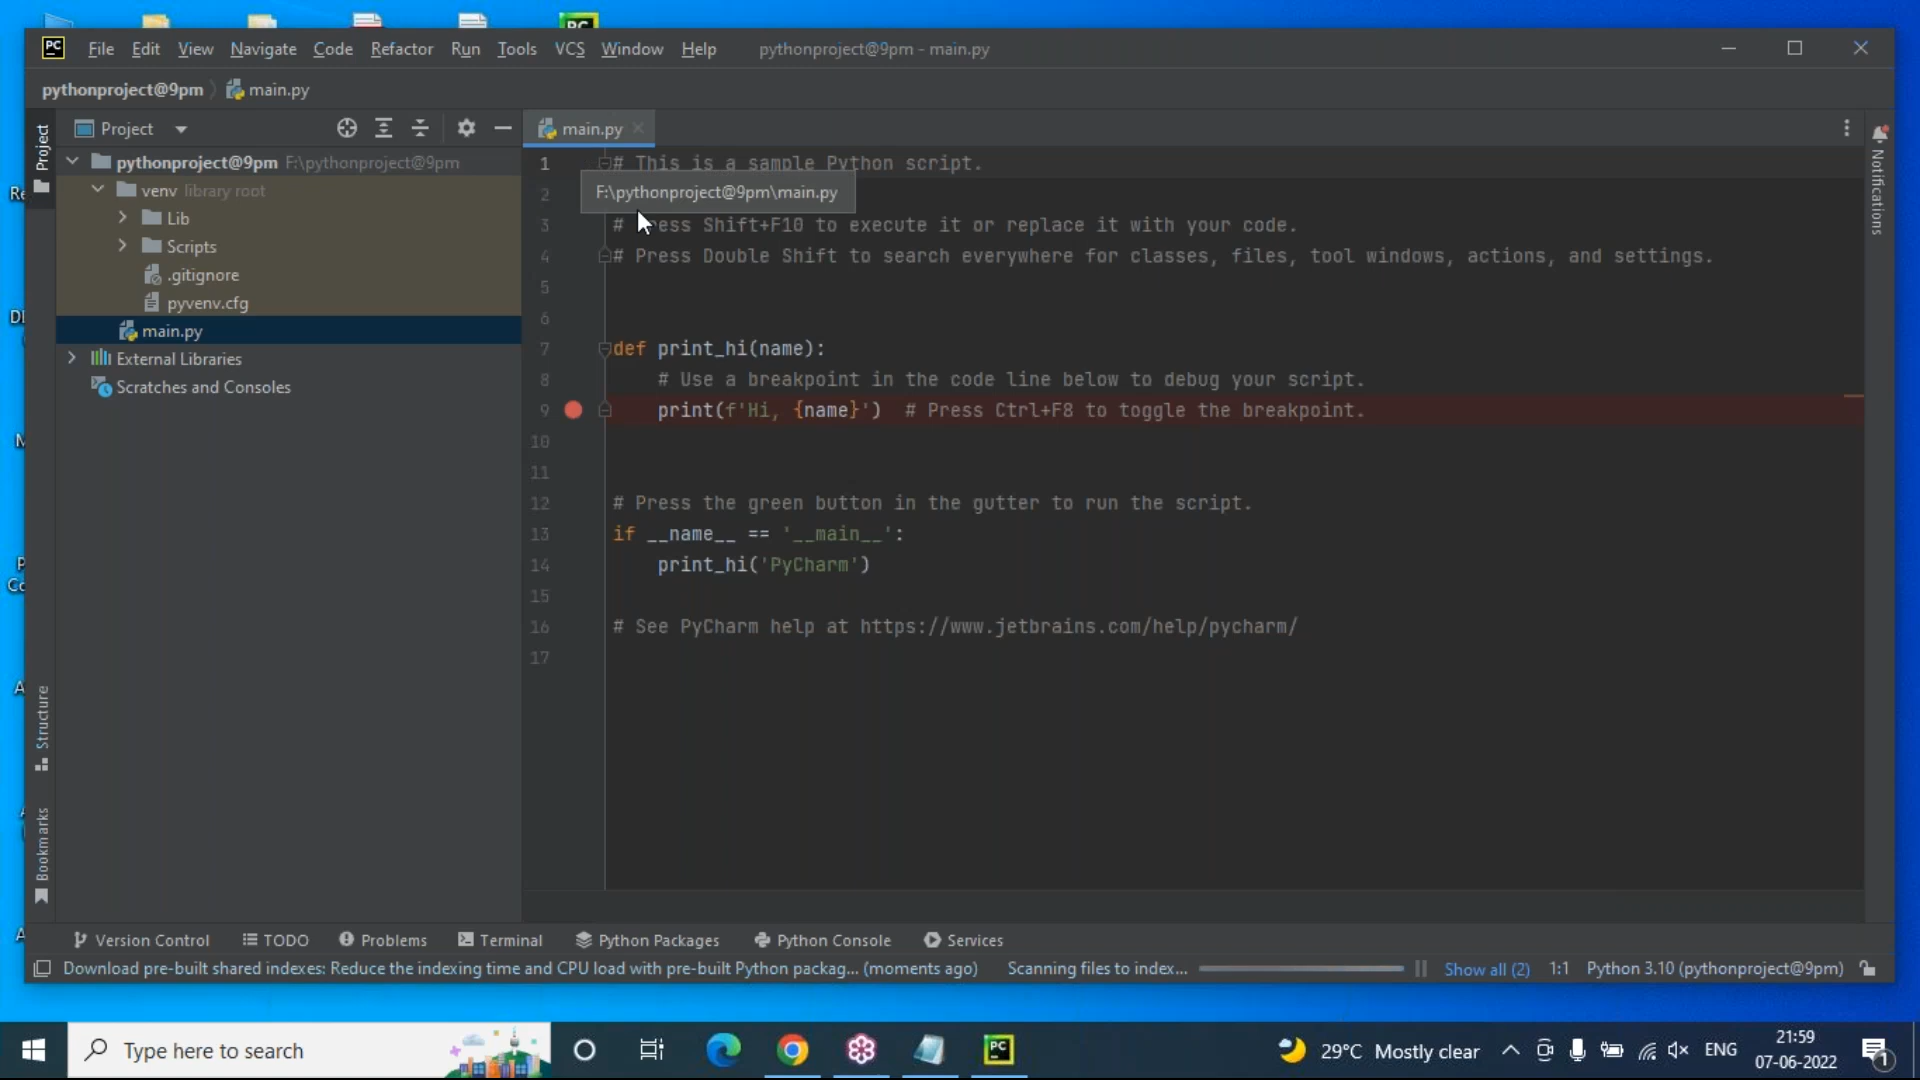 PC
File Edit View Navigate Code Refactor Run Tools VCS Window Help pythonproject@9pm - main.py
pythonproject@9pm main.py
Project
Project
main.py
Notifications
pythonproject@9pm F:\pythonproject@9pm
venv library root
Lib
Scripts
.gitignore
pyvenv.cfg
main.py
External Libraries
Scratches and Consoles
1 # This is a sample Python script.
F:\pythonproject@9pm\main.py
2
3 # Press Shift+F10 to execute it or replace it with your code.
4 # Press Double Shift to search everywhere for classes, files, tool windows, actions, and settings.
5
6
7 def print_hi(name):
8 # Use a breakpoint in the code line below to debug your script.
9 print(f'Hi, {name}') # Press Ctrl+F8 to toggle the breakpoint.
10
11
12 # Press the green button in the gutter to run the script.
13 if __name__ == '__main__':
14 print_hi('PyCharm')
15
16 # See PyCharm help at https://www.jetbrains.com/help/pycharm/
17
Structure
Bookmarks
Version Control TODO Problems Terminal Python Packages Python Console Services
Download pre-built shared indexes: Reduce the indexing time and CPU load with pre-built Python packag... (moments ago) Scanning files to index... Show all (2) 1:1 Python 3.10 (pythonproject@9pm)
Type here to search
PC
29°C Mostly clear
ENG
21:59
07-06-2022
1